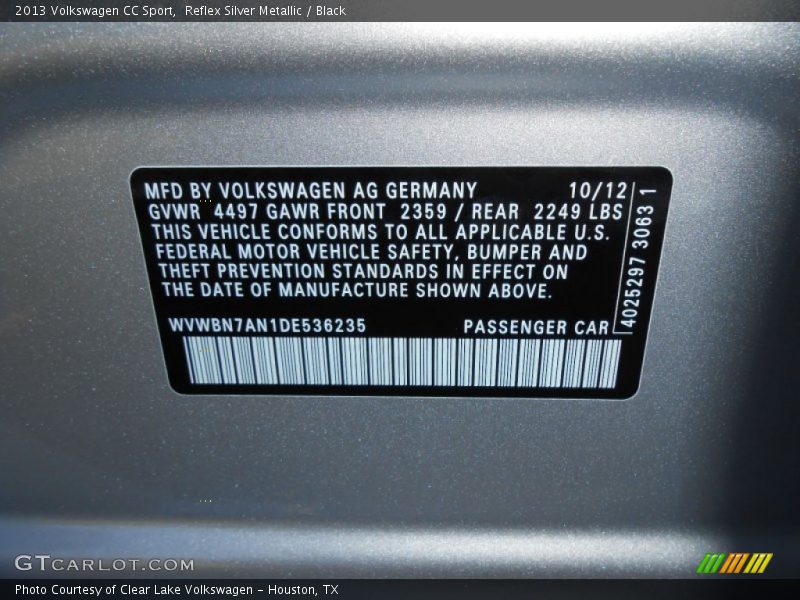 2013 Volkswagen CC Sport, Reflex Silver Metallic / Black
MFD BY VOLKSWAGEN AG GERMANY 10/12
GVWR 4497 GAWR FRONT 2359 / REAR 2249 LBS
THIS VEHICLE CONFORMS TO ALL APPLICABLE U.S.
FEDERAL MOTOR VEHICLE SAFETY, BUMPER AND
THEFT PREVENTION STANDARDS IN EFFECT ON
THE DATE OF MANUFACTURE SHOWN ABOVE.
WVWBN7AN1DE536235 PASSENGER CAR
4025297 3063 1
GTCARLOT.COM
Photo Courtesy of Clear Lake Volkswagen - Houston, TX